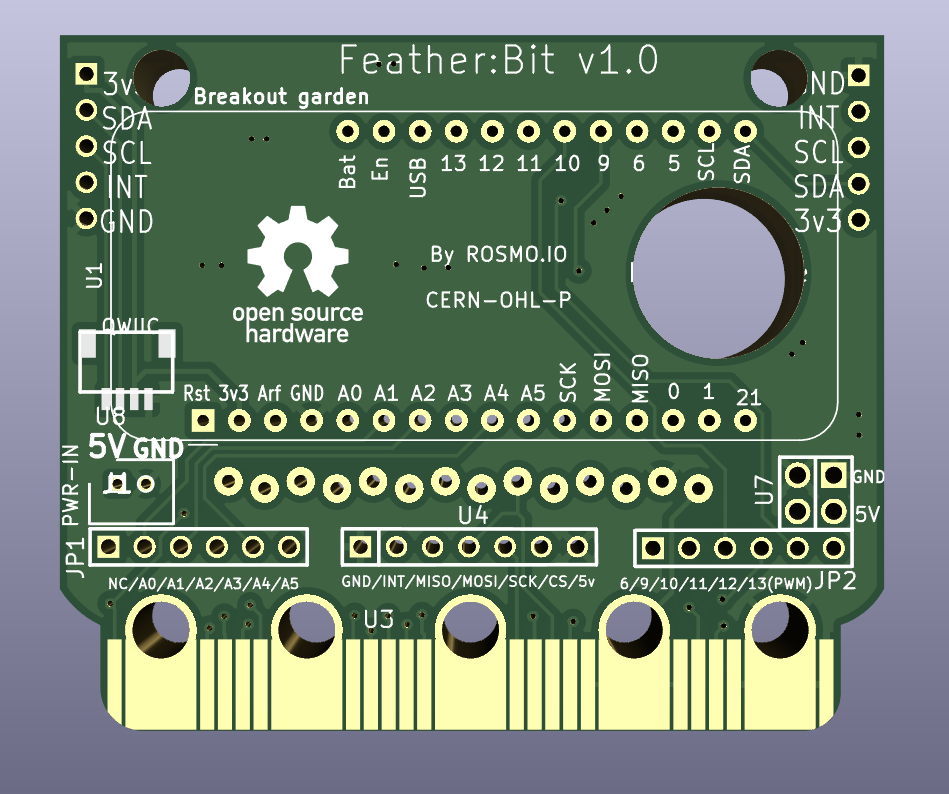 Feather:Bit v1.0
Breakout garden
3v
SDA
SCL
INT
GND
ND
INT
SCL
SDA
3v3
Bat En USB 13 12 11 10 9 6 5 SCL SDA
By ROSMO.IO
CERN-OHL-P
open source
hardware
U1
QWIIC
U8
Rst 3v3 Arf GND A0 A1 A2 A3 A4 A5 SCK MOSI MISO 0 1 21
5V GND
PWR-IN
U4
U7
GND
5V
JP1
NC/A0/A1/A2/A3/A4/A5
GND/INT/MISO/MOSI/SCK/CS/5v
6/9/10/11/12/13(PWM)
JP2
U3